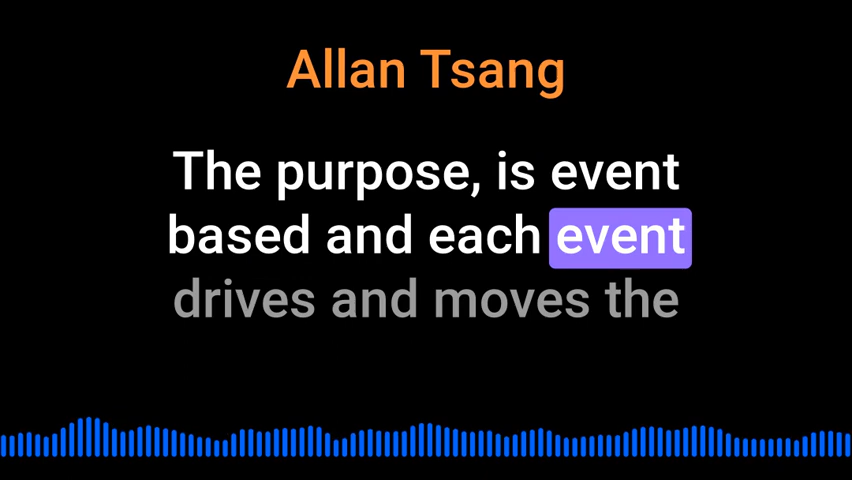 Allan Tsang
The purpose, is event
based and each event
drives and moves the